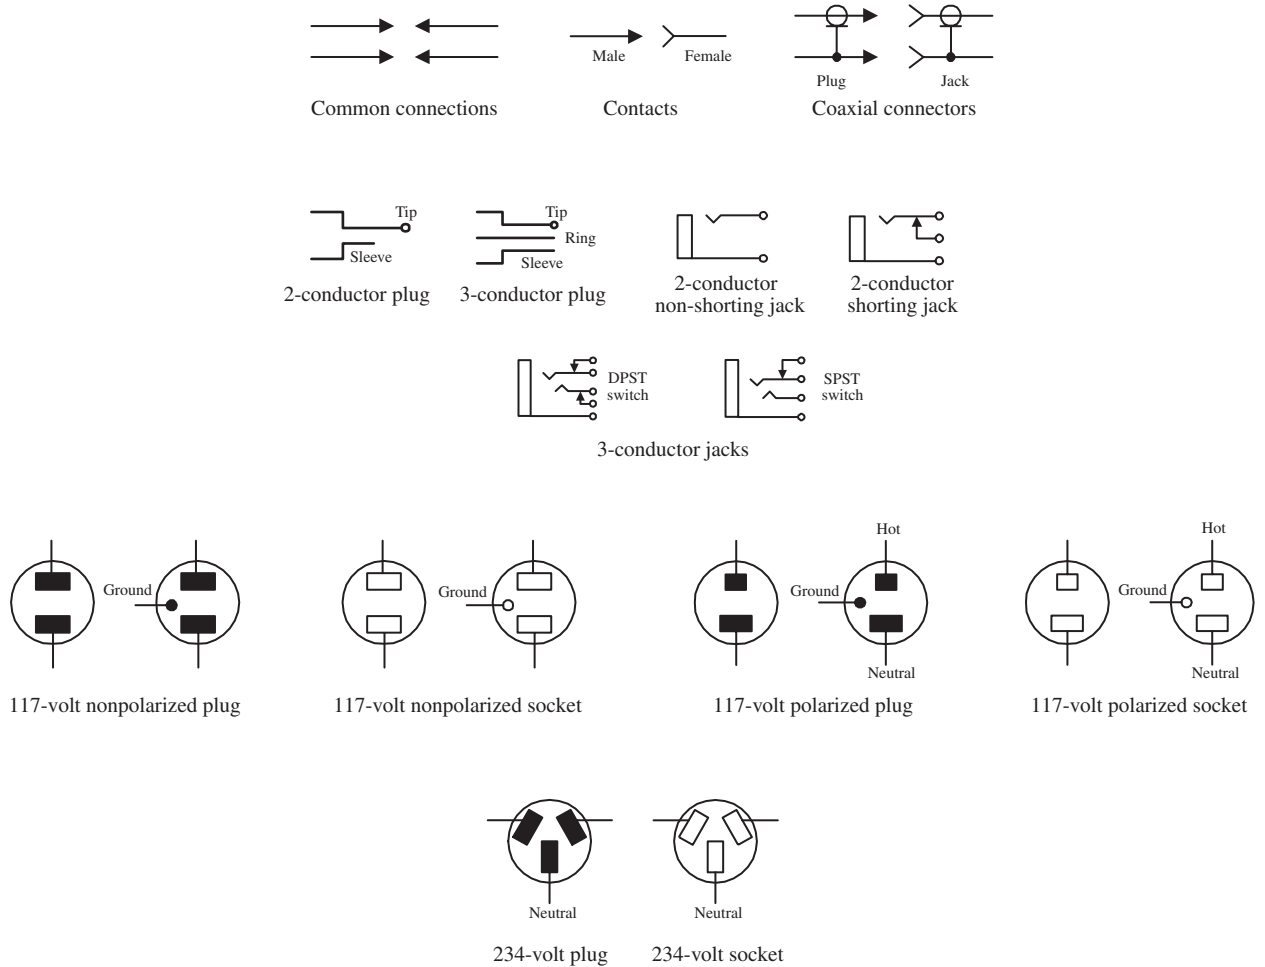 Male
Female
Plug
Jack
Common connections
Contacts
Coaxial connectors
Tip
Sleeve
Tip
Ring
Sleeve
2-conductor plug
3-conductor plug
2-conductor
non-shorting jack
2-conductor
shorting jack
DPST
switch
SPST
switch
3-conductor jacks
Ground
Ground
Hot
Ground
Neutral
Hot
Ground
Neutral
117-volt nonpolarized plug
117-volt nonpolarized socket
117-volt polarized plug
117-volt polarized socket
Neutral
Neutral
234-volt plug
234-volt socket